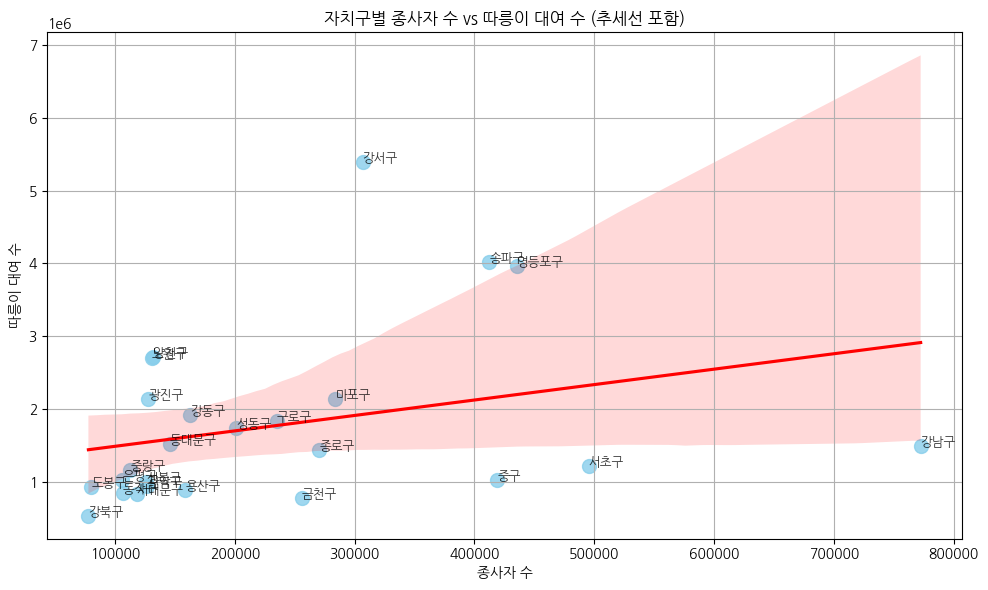 자치구별 종사자 수 vs 따릉이 대여 수 (추세선 포함)
1e6
7
6
5
4
3
2
1
따릉이 대여 수
강서구
송파구
영등포구
광진구
마포구
강동구
구로구
성동구
동대문구
종로구
강남구
중랑구
서초구
도봉구
중구
용산구
서대문구
금천구
강북구
100000 200000 300000 400000 500000 600000 700000 800000
종사자 수